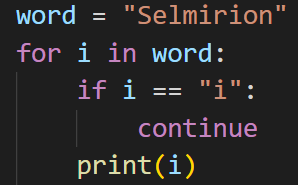 word = "Selmirion"
for i in word:
    if i == "i":
        continue
    print(i)